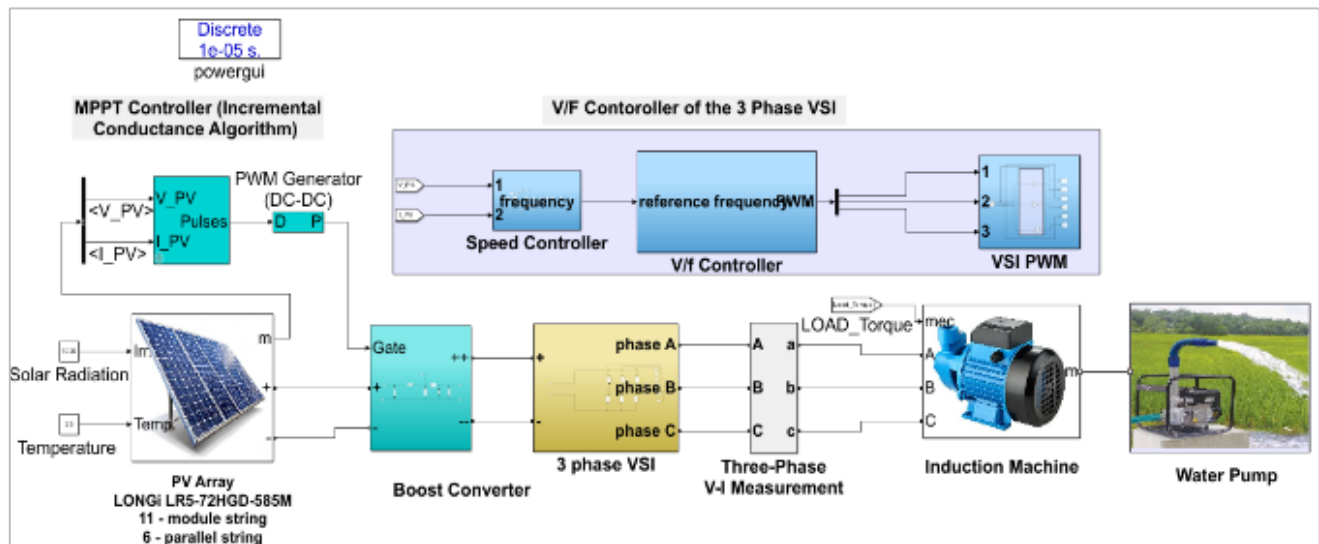 Discrete
1e-05 s.
powergui
MPPT Controller (Incremental
Conductance Algorithm)
V/F Contoroller of the 3 Phase VSI
V_PV
<V_PV>
Pulses
I_PV
<I_PV>
PWM Generator
(DC-DC)
D P
1
frequency
2
Speed Controller
reference frequency
PWM
V/f Controller
1
2
3
VSI PWM
Solar Radiation
Temperature
Temp.
m
+
-
PV Array
LONGi LR5-72HGD-585M
11 - module string
6 - parallel string
Gate
++
+
-
--
Boost Converter
+
-
phase A
phase B
phase C
3 phase VSI
A a
B b
C c
Three-Phase
V-I Measurement
LOAD_Torque
mec
A
B
C
m
Induction Machine
Water Pump